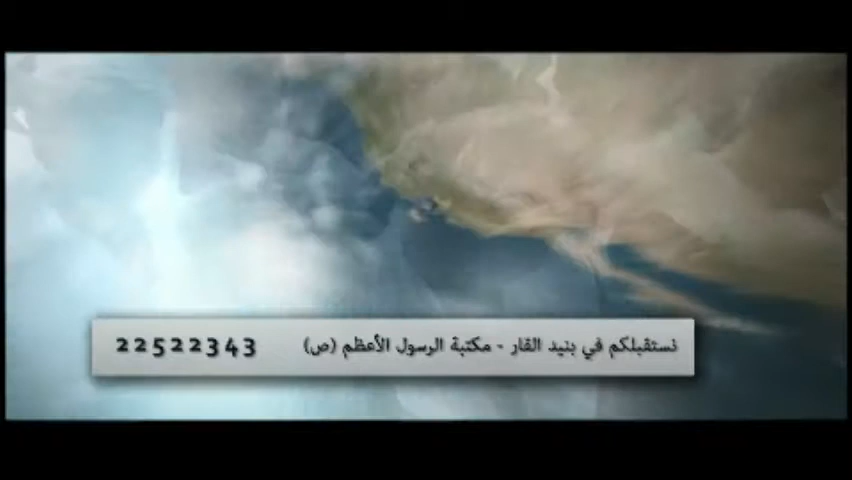 نستقبلكم في بنيد القار - مكتبة الرسول الأعظم (ص) 22522343